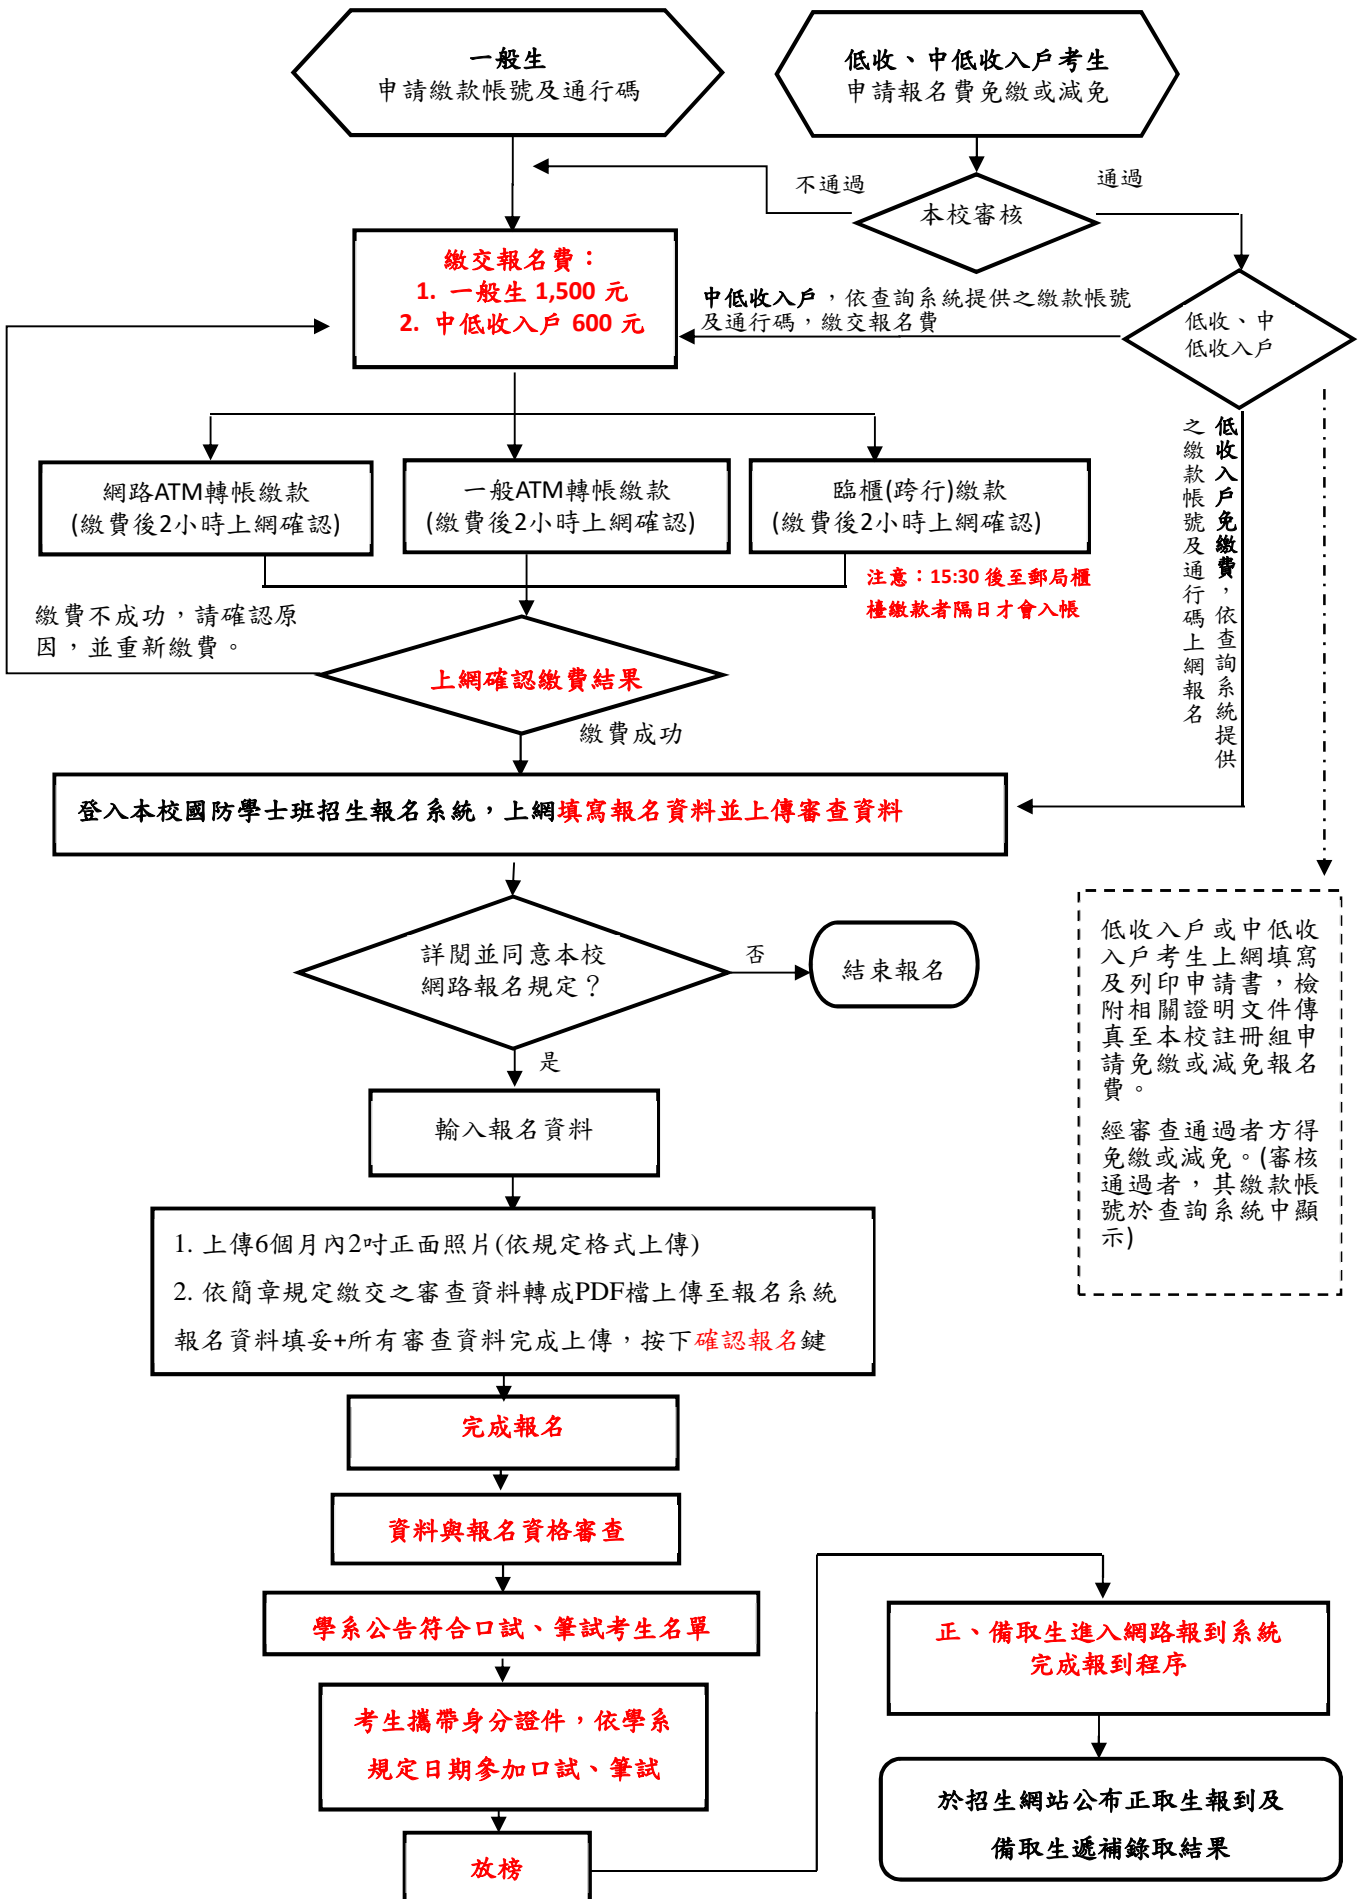 一般生
申請繳款帳號及通行碼
低收、中低收入戶考生
申請報名費免繳或減免
不通過
通過
本校審核
繳交報名費：
1. 一般生 1,500 元
2. 中低收入戶 600 元
中低收入戶，依查詢系統提供之繳款帳號
及通行碼，繳交報名費
低收、中
低收入戶
網路ATM轉帳繳款
(繳費後2小時上網確認)
一般ATM轉帳繳款
(繳費後2小時上網確認)
臨櫃(跨行)繳款
(繳費後2小時上網確認)
注意：15:30 後至郵局櫃
檯繳款者隔日才會入帳
低收入戶免繳費，依查詢系統提供
之繳款帳號及通行碼上網報名
繳費不成功，請確認原
因，並重新繳費。
上網確認繳費結果
繳費成功
登入本校國防學士班招生報名系統，上網填寫報名資料並上傳審查資料
詳閱並同意本校
網路報名規定？
否
結束報名
是
輸入報名資料
低收入戶或中低收
入戶考生上網填寫
及列印申請書，檢
附相關證明文件傳
真至本校註冊組申
請免繳或減免報名
費。
經審查通過者方得
免繳或減免。(審核
通過者，其繳款帳
號於查詢系統中顯
示)
1. 上傳6個月內2吋正面照片(依規定格式上傳)
2. 依簡章規定繳交之審查資料轉成PDF檔上傳至報名系統
報名資料填妥+所有審查資料完成上傳，按下確認報名鍵
完成報名
資料與報名資格審查
學系公告符合口試、筆試考生名單
考生攜帶身分證件，依學系
規定日期參加口試、筆試
放榜
正、備取生進入網路報到系統
完成報到程序
於招生網站公布正取生報到及
備取生遞補錄取結果